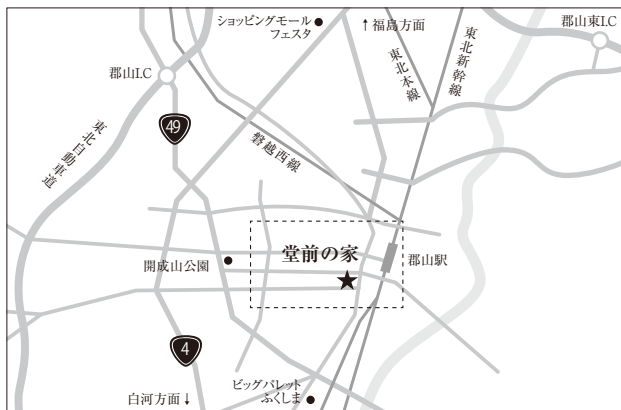 ショッピングモール
フェスタ
↑福島方面
東北本線
東北新幹線
郡山東I.C
郡山I.C
49
東北自動車道
磐越西線
堂前の家
開成山公園
郡山駅
4
白河方面↓
ビッグパレット
ふくしま